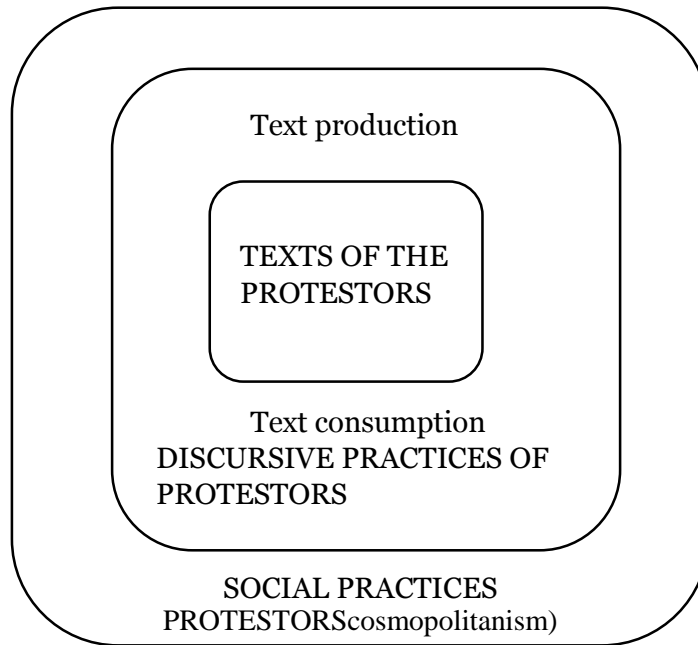 Text production
TEXTS OF THE
PROTESTORS
Text consumption
DISCURSIVE PRACTICES OF
PROTESTORS
SOCIAL PRACTICES
PROTESTORScosmopolitanism)